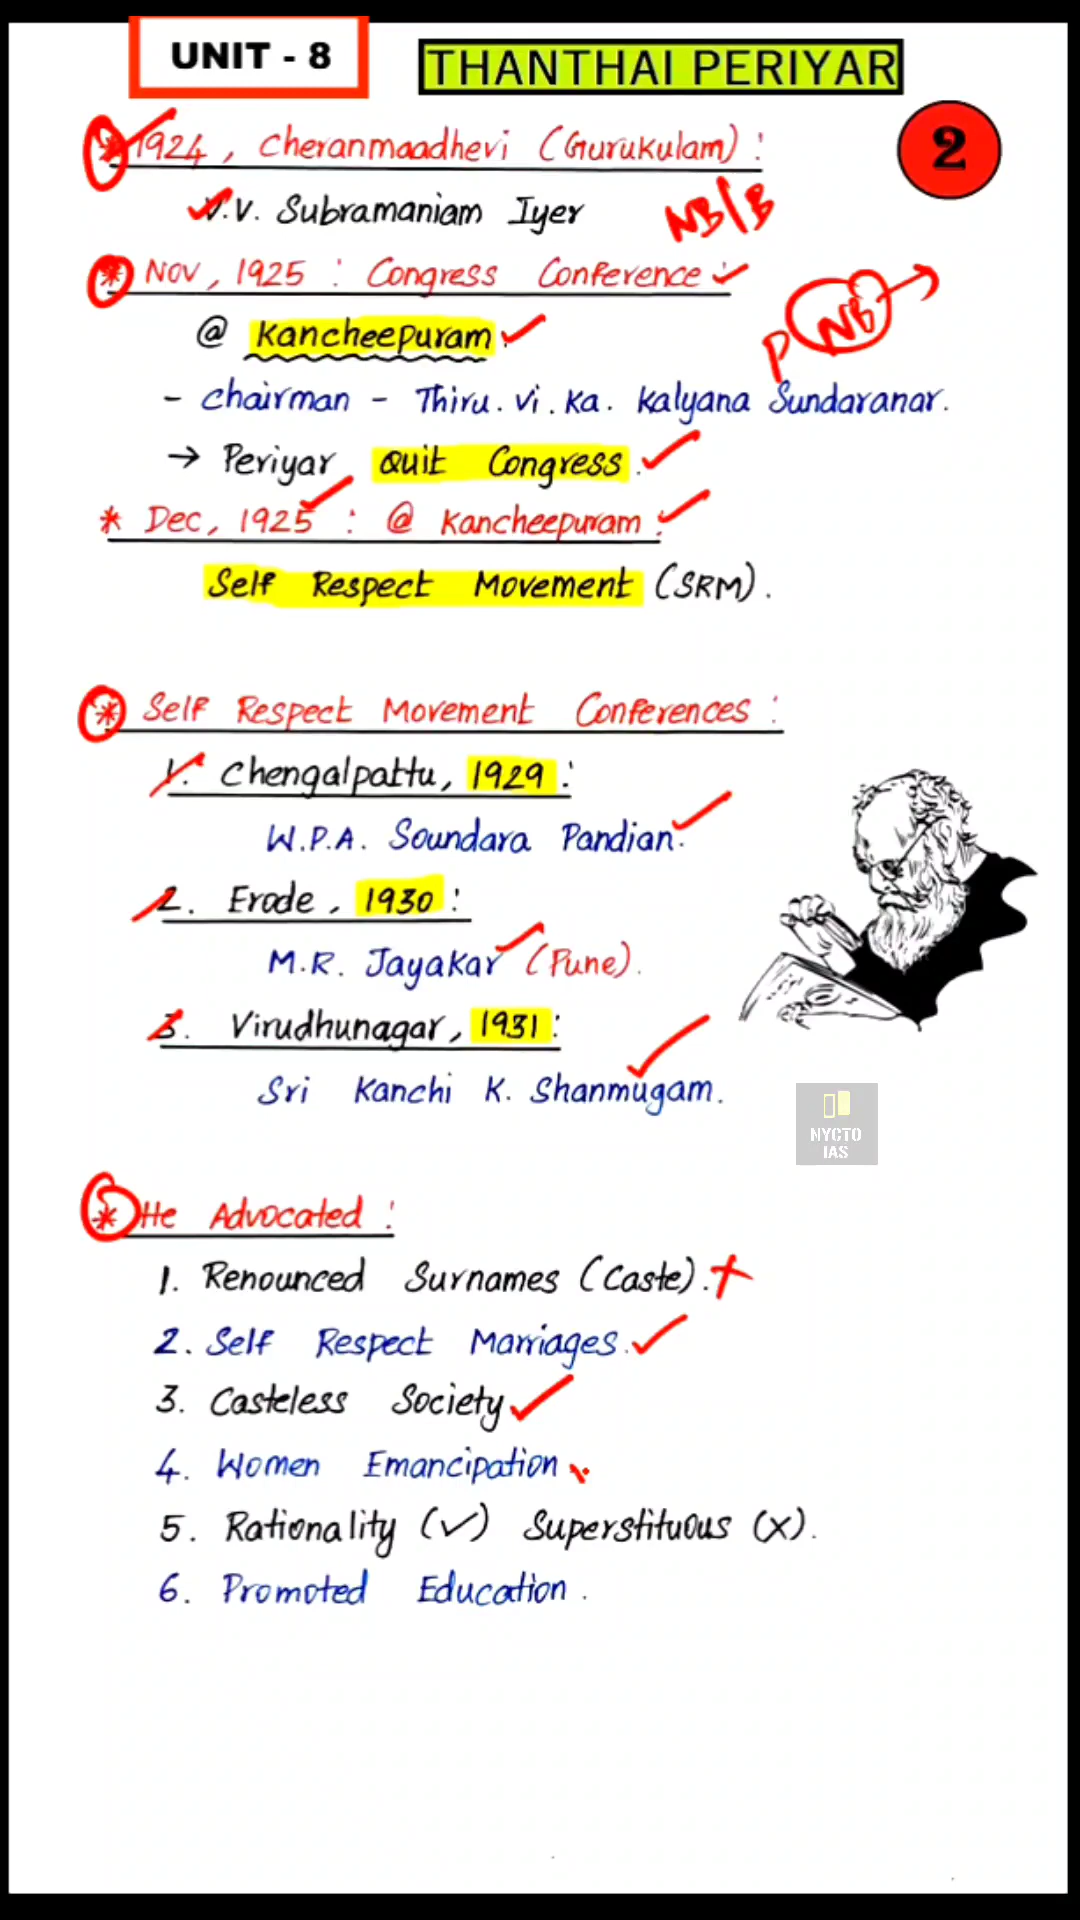 UNIT - 8
THANTHAI PERIYAR
2
* 1924, Cheranmaadhevi (Gurukulam) :
V.V. Subramaniam Iyer
NB/B
* Nov, 1925 : Congress Conference :
@ Kancheepuram.
P NB →
- Chairman - Thiru. Vi. Ka. Kalyana Sundaranar.
→ Periyar Quit Congress.
* Dec, 1925 : @ Kancheepuram :
Self Respect Movement (SRM).
* Self Respect Movement Conferences :
1. Chengalpattu, 1929 :
W.P.A. Soundara Pandian.
2. Erode, 1930 :
M.R. Jayakar (Pune).
3. Virudhunagar, 1931 :
Sri Kanchi K. Shanmugam.
NYCTO
IAS
* He Advocated :
1. Renounced Surnames (Caste).
2. Self Respect Marriages.
3. Casteless Society
4. Women Emancipation
5. Rationality (✓) Superstituous (x).
6. Promoted Education.